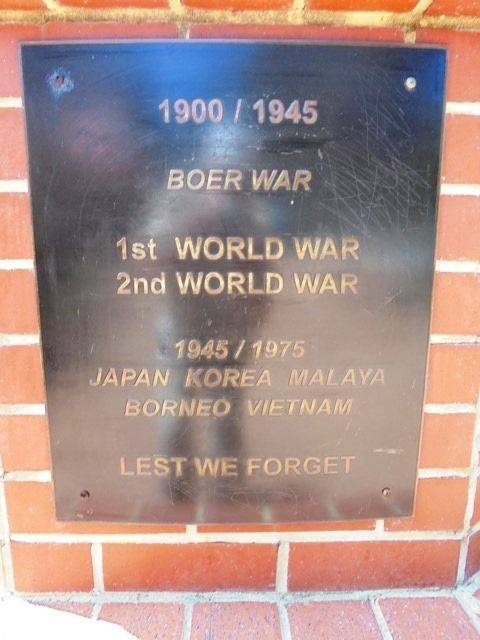 1900 / 1945
BOER WAR
1st WORLD WAR
2nd WORLD WAR
1945 / 1975
JAPAN KOREA MALAYA
BORNEO VIETNAM
LEST WE FORGET